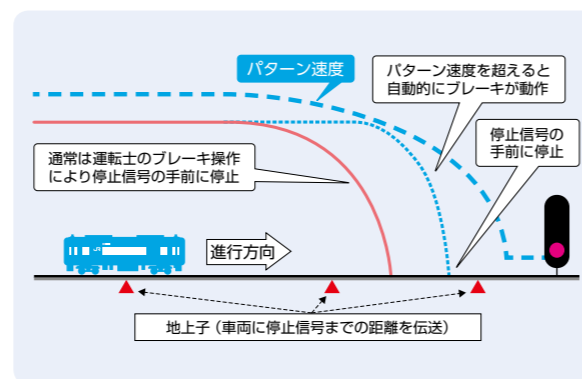 パターン速度
パターン速度を超えると
自動的にブレーキが動作
停止信号の
手前に停止
通常は運転士のブレーキ操作
により停止信号の手前に停止
進行方向
地上子（車両に停止信号までの距離を伝送）